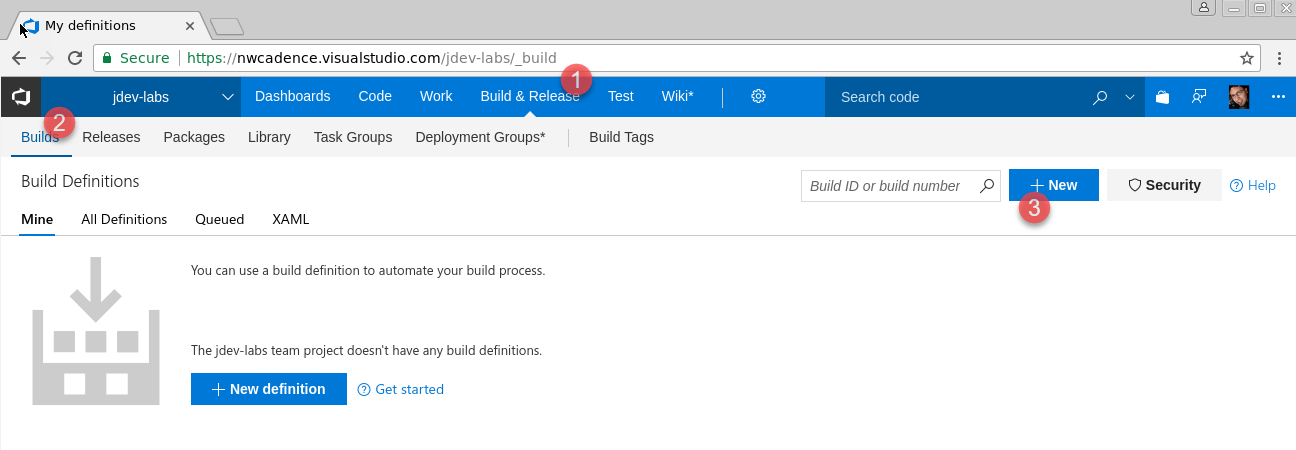 My definitions
Secure https://nwcadence.visualstudio.com/jdev-labs/_build
1
jdev-labs Dashboards Code Work Build & Release Test Wiki* Search code
2
Builds Releases Packages Library Task Groups Deployment Groups* Build Tags
Build Definitions Build ID or build number New Security Help
3
Mine All Definitions Queued XAML
You can use a build definition to automate your build process.
The jdev-labs team project doesn't have any build definitions.
New definition Get started